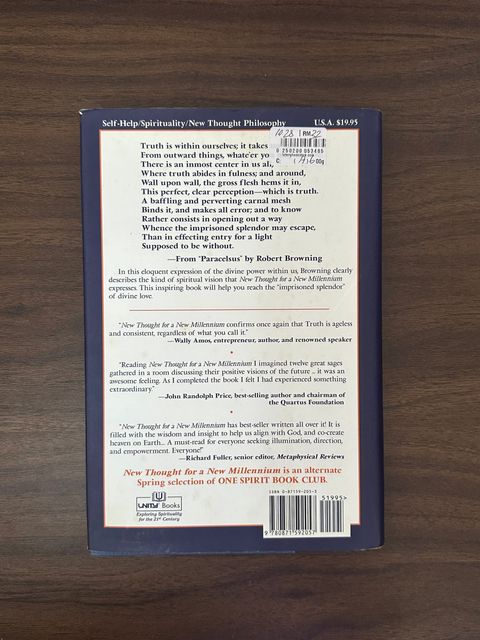 Self-Help/Spirituality/New Thought Philosophy U.S.A. $19.95
RM 22
0 250200 053465
Truth is within ourselves; it takes
From outward things, whate'er yo
There is an inmost center in us all,
Where truth abides in fulness; and around,
Wall upon wall, the gross flesh hems it in,
This perfect, clear perception—which is truth.
A baffling and perverting carnal mesh
Binds it, and makes all error; and to know
Rather consists in opening out a way
Whence the imprisoned splendor may escape,
Than in effecting entry for a light
Supposed to be without.
—From "Paracelsus" by Robert Browning
In this eloquent expression of the divine power within us, Browning clearly
describes the kind of spiritual vision that New Thought for a New Millennium
expresses. This inspiring book will help you reach the "imprisoned splendor"
of divine love.
"New Thought for a New Millennium confirms once again that Truth is ageless and
consistent, regardless of what you call it."
—Wally Amos, entrepreneur, author, and renowned speaker
"Reading New Thought for a New Millennium I imagined twelve great sages
gathered in a room discussing their positive visions of the future .. it was an
awesome feeling. As I completed the book I felt I had experienced something
extraordinary."
—John Randolph Price, best-selling author and chairman of
the Quartus Foundation
"New Thought for a New Millennium has best-seller written all over it! It is
filled with the wisdom and insight to help us align with God, and co-create
heaven on Earth... A must-read for everyone seeking illumination, direction,
and empowerment. Everyone!"
—Richard Fuller, senior editor, Metaphysical Reviews
New Thought for a New Millennium is an alternate
Spring selection of ONE SPIRIT BOOK CLUB.
UNITY Books
Exploring Spirituality
for the 21st Century
ISBN 0-87159-205-3
51995>
9 780871 592057